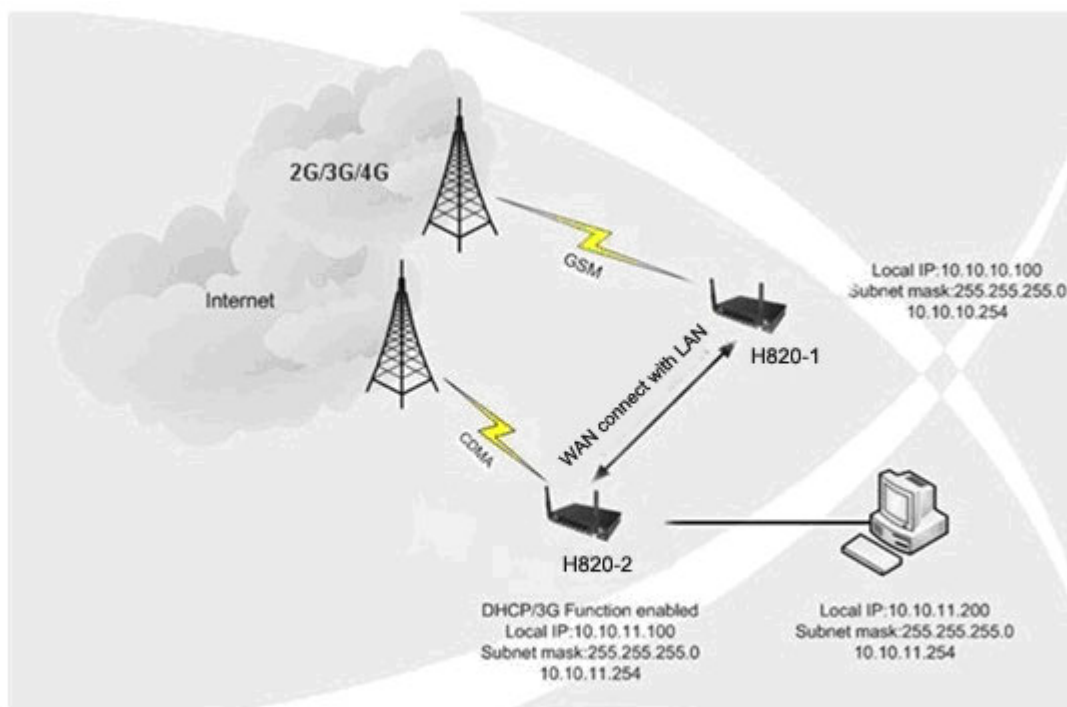 2G/3G/4G
Internet
GSM
Local IP:10.10.10.100
Subnet mask:255.255.255.0
10.10.10.254
H820-1
WAN connect with LAN
CDMA
H820-2
DHCP/3G Function enabled
Local IP:10.10.11.100
Subnet mask:255.255.255.0
10.10.11.254
Local IP:10.10.11.200
Subnet mask:255.255.255.0
10.10.11.254